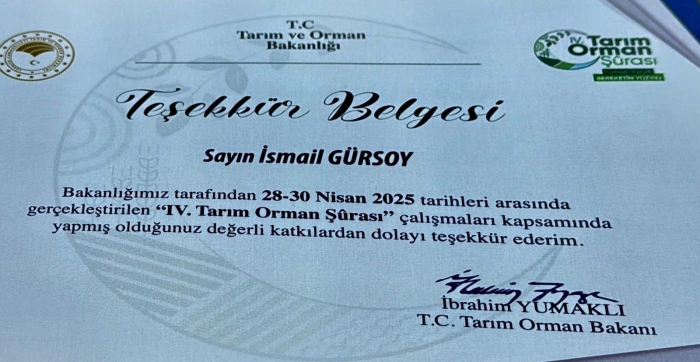 T.C
Tarım ve Orman
Bakanlığı
IV. Tarım
Orman
Şûrası
BEREKETİN YÜZYILI
Teşekkür Belgesi
Sayın İsmail GÜRSOY
Bakanlığımız tarafından 28-30 Nisan 2025 tarihleri arasında
gerçekleştirilen “IV. Tarım Orman Şûrası” çalışmaları kapsamında
yapmış olduğunuz değerli katkılardan dolayı teşekkür ederim.
İbrahim YUMAKLI
T.C. Tarım Orman Bakanı